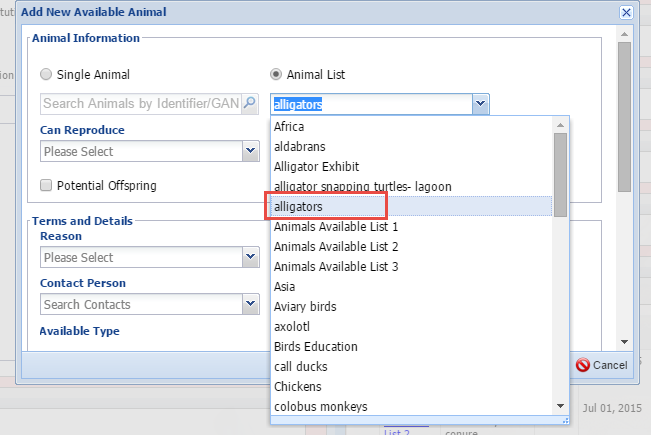 Add New Available Animal
Animal Information
Single Animal
Animal List
Search Animals by Identifier/GAN
alligators
Can Reproduce
Please Select
Potential Offspring
Africa
aldabrans
Alligator Exhibit
alligator snapping turtles- lagoon
alligators
Animals Available List 1
Animals Available List 2
Animals Available List 3
Asia
Aviary birds
axolotl
Birds Education
call ducks
Chickens
colobus monkeys
Terms and Details
Reason
Please Select
Contact Person
Search Contacts
Available Type
Cancel
Jul 01, 2015
List 2